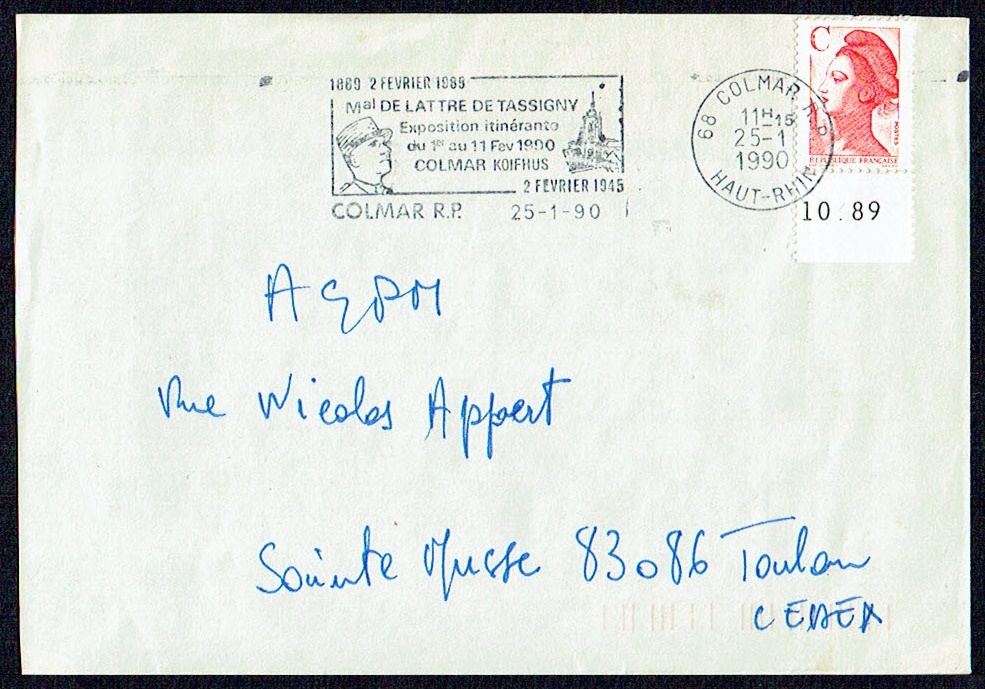 1889 2 FEVRIER 1989
Mal DE LATTRE DE TASSIGNY
Exposition itinérante
du 1er au 11 Fev 1990
COLMAR KOIFHUS
2 FEVRIER 1945
COLMAR R.P. 25-1-90
68 COLMAR R.P.
11H15
25-1
1990
HAUT-RHIN
C
POSTES
REPUBLIQUE FRANÇAISE
10.89
AGPM
Rue Nicolas Appert
Sainte Musse 83086 Toulon
CEDEX